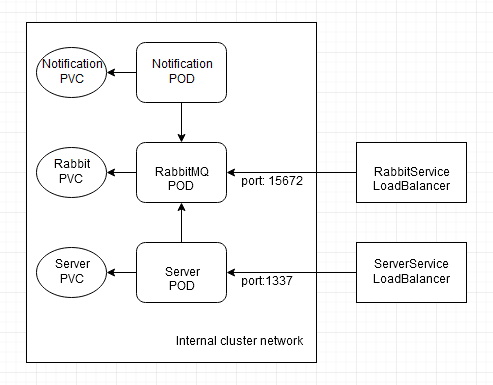 Notification
PVC
Notification
POD
Rabbit
PVC
RabbitMQ
POD
port: 15672
RabbitService
LoadBalancer
Server
PVC
Server
POD
port:1337
ServerService
LoadBalancer
Internal cluster network